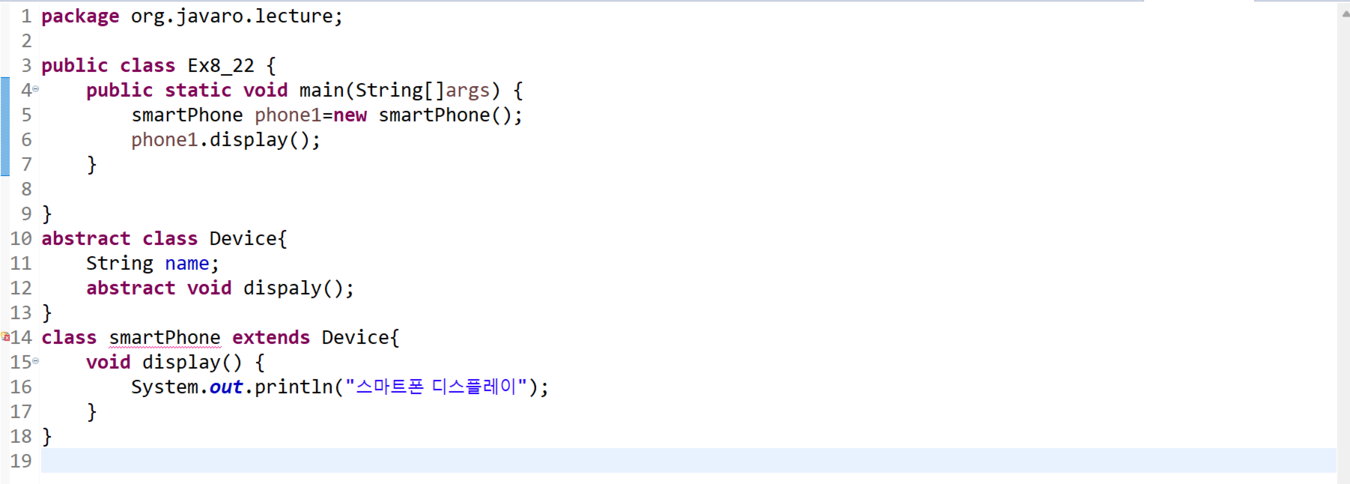 1 package org.javaro.lecture;
2
3 public class Ex8_22 {
4     public static void main(String[]args) {
5         smartPhone phone1=new smartPhone();
6         phone1.display();
7     }
8
9 }
10 abstract class Device{
11     String name;
12     abstract void dispaly();
13 }
14 class smartPhone extends Device{
15     void display() {
16         System.out.println("스마트폰 디스플레이");
17     }
18 }
19